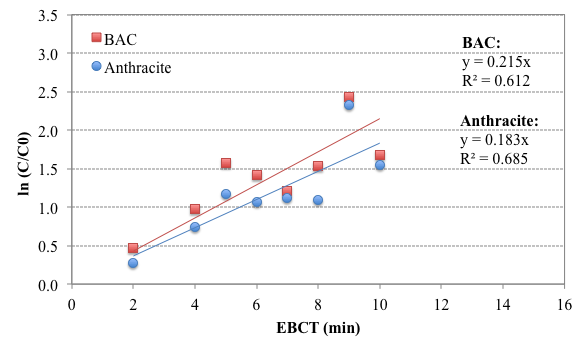 3.5
3.0
2.5
2.0
1.5
1.0
0.5
0.0
ln (C/C0)
BAC
Anthracite
BAC:
y = 0.215x
R² = 0.612
Anthracite:
y = 0.183x
R² = 0.685
0 2 4 6 8 10 12 14 16
EBCT (min)